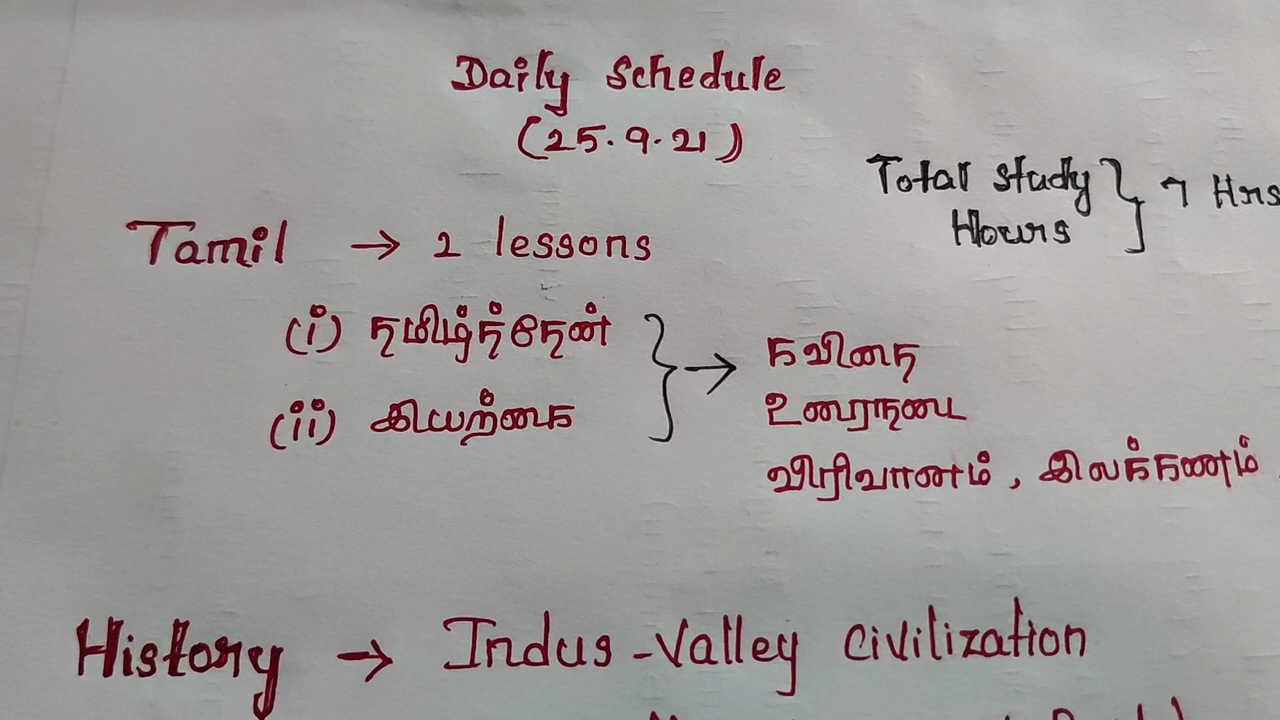 Daily Schedule
(25.9.21)
Total study
Hours } 7 Hrs
Tamil → 2 lessons
(i) தமிழ்த்தேன்
(ii) இயற்கை
} → கவிதை
உரைநடை
விரிவானம் , இலக்கணம்
History → Indus-Valley civilization